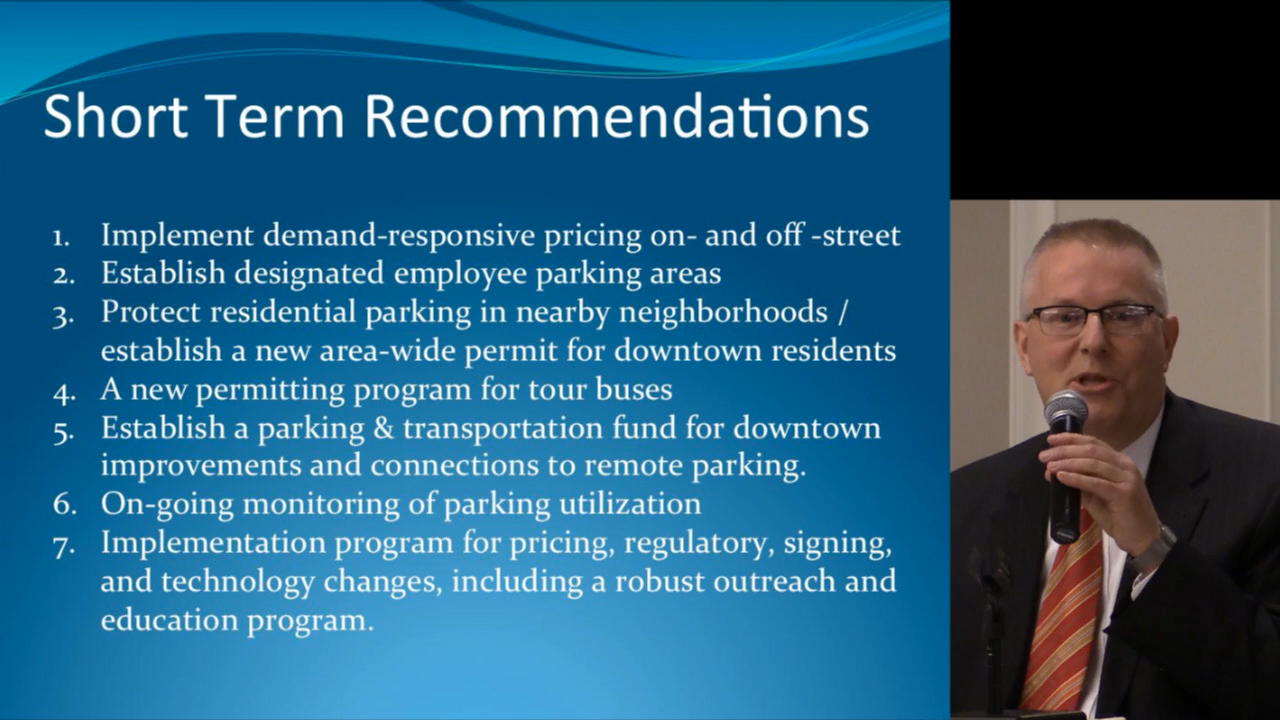 Short Term Recommendations
1. Implement demand-responsive pricing on- and off -street
2. Establish designated employee parking areas
3. Protect residential parking in nearby neighborhoods /
establish a new area-wide permit for downtown residents
4. A new permitting program for tour buses
5. Establish a parking & transportation fund for downtown
improvements and connections to remote parking.
6. On-going monitoring of parking utilization
7. Implementation program for pricing, regulatory, signing,
and technology changes, including a robust outreach and
education program.